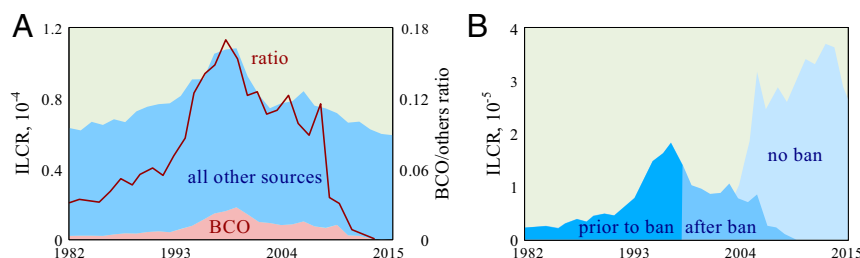 A
1.2
0.8
0.4
0
ILCR, 10-4
ratio
all other sources
BCO
0.18
0.12
0.06
0
BCO/others ratio
1982
1993
2004
2015
B
4
3
2
1
0
ILCR, 10-5
no ban
prior to ban
after ban
1982
1993
2004
2015